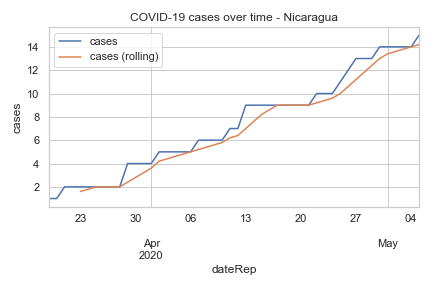 COVID-19 cases over time - Nicaragua
cases
cases (rolling)
14
12
10
8
6
4
2
cases
23 30 06 13 20 27 04
Apr May
2020
dateRep